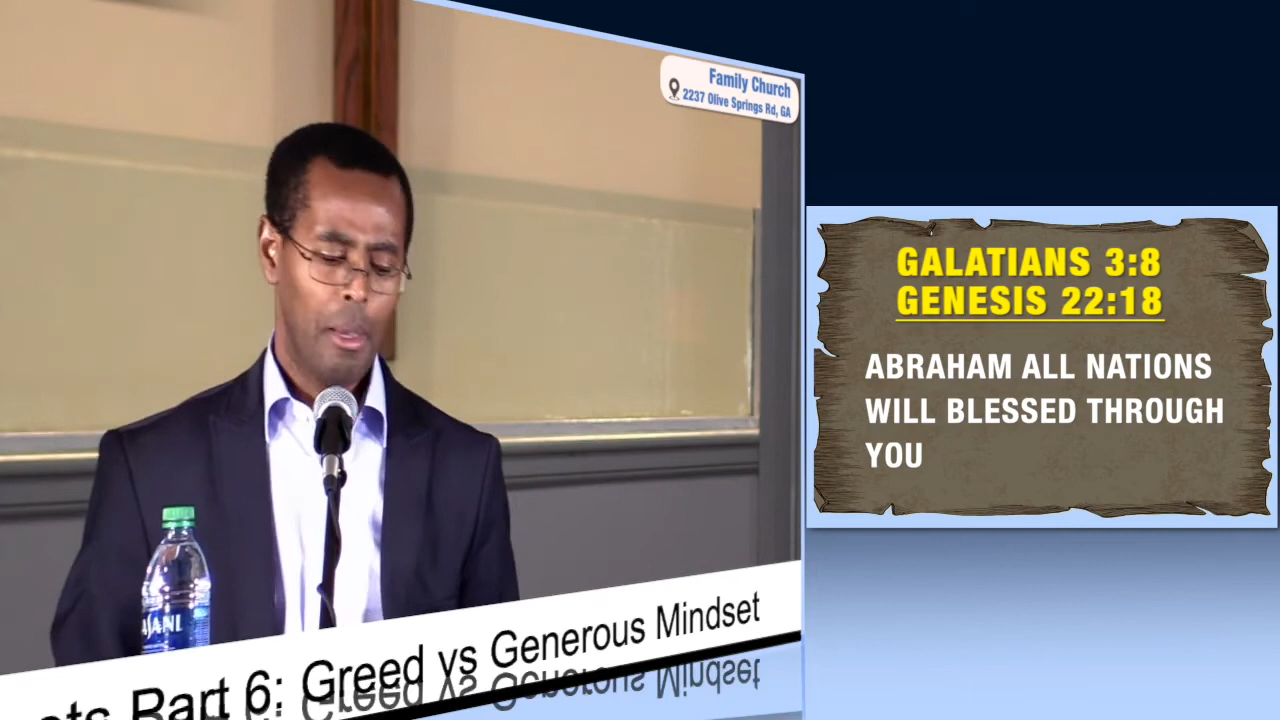 Family Church
2237 Olive Springs Rd, GA
GALATIANS 3:8
GENESIS 22:18
ABRAHAM ALL NATIONS
WILL BLESSED THROUGH
YOU
ASANI
Part 6: Greed vs Generous Mindset